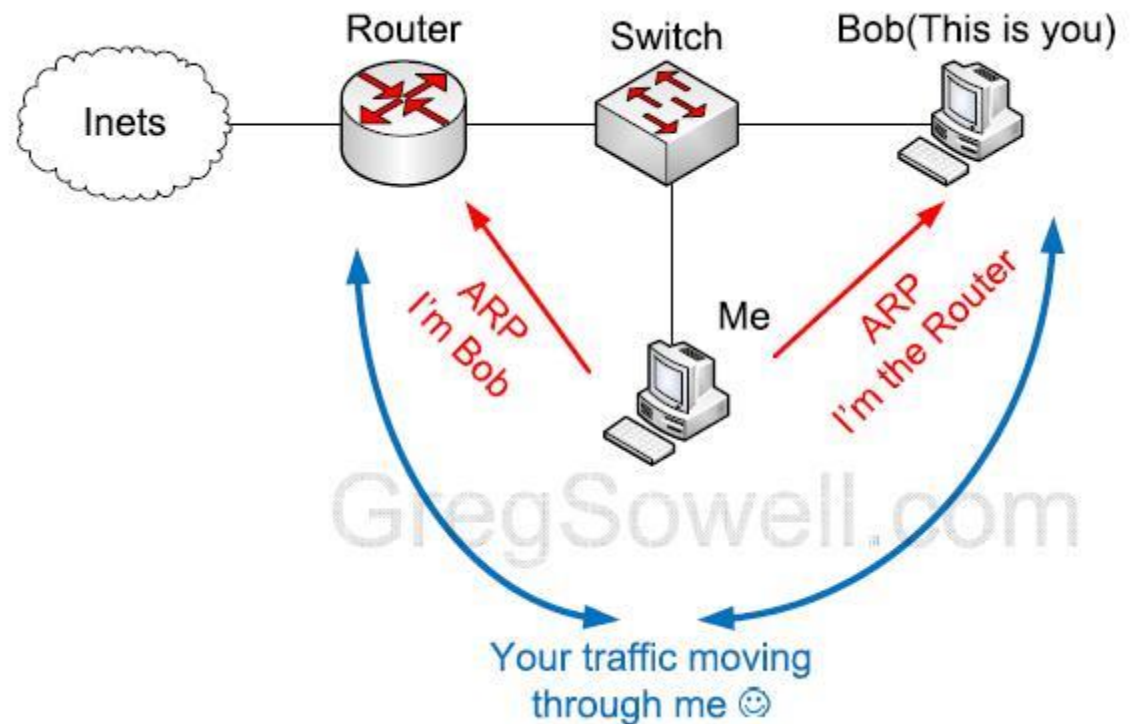 Router
Switch
Bob(This is you)
Inets
ARP
I'm Bob
Me
ARP
I'm the Router
GregSowell.com
Your traffic moving
through me ☺